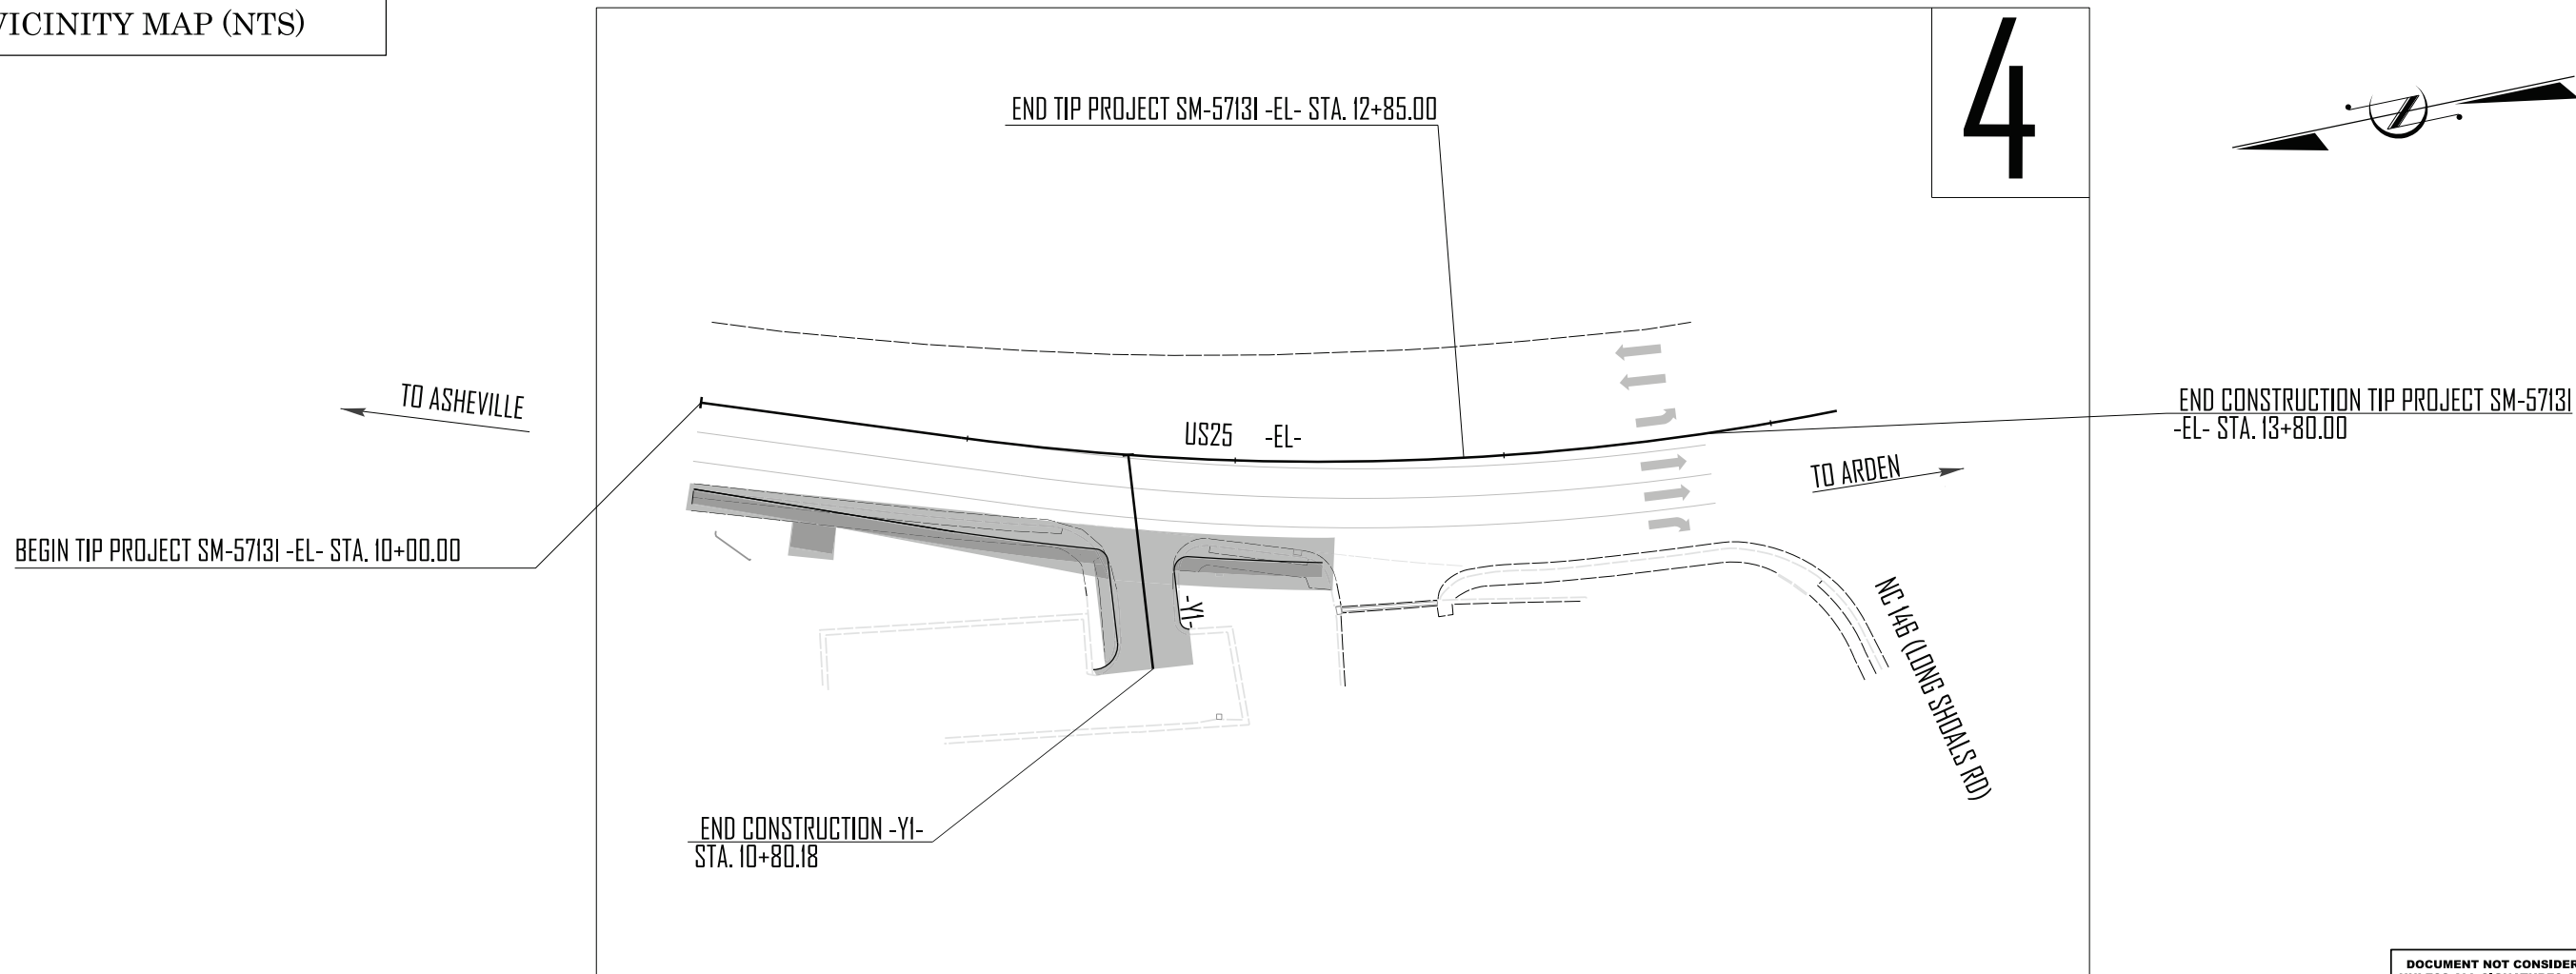 VICINITY MAP (NTS)
4
END TIP PROJECT SM-5713I -EL- STA. 12+85.00
TO ASHEVILLE
US25 -EL-
END CONSTRUCTION TIP PROJECT SM-5713I
-EL- STA. 13+80.00
TO ARDEN
BEGIN TIP PROJECT SM-5713I -EL- STA. 10+00.00
-Y1-
NC 146 (LONG SHOALS RD)
END CONSTRUCTION -Y1-
STA. 10+80.18
DOCUMENT NOT CONSIDER